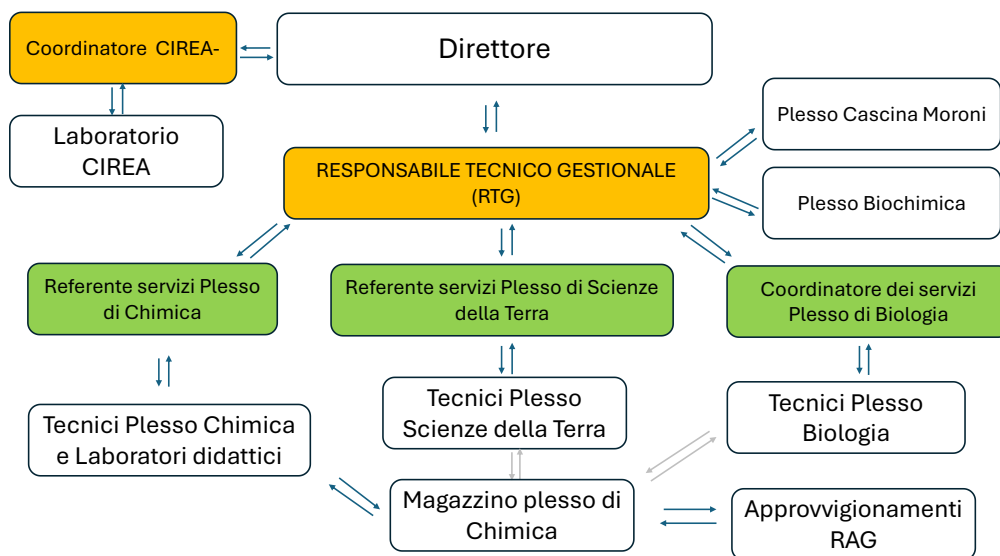 Coordinatore CIREA-
Direttore
Laboratorio
CIREA
Plesso Cascina Moroni
RESPONSABILE TECNICO GESTIONALE
(RTG)
Plesso Biochimica
Referente servizi Plesso
di Chimica
Referente servizi Plesso di Scienze
della Terra
Coordinatore dei servizi
Plesso di Biologia
Tecnici Plesso Chimica
e Laboratori didattici
Tecnici Plesso
Scienze della Terra
Tecnici Plesso
Biologia
Magazzino plesso di
Chimica
Approvvigionamenti
RAG